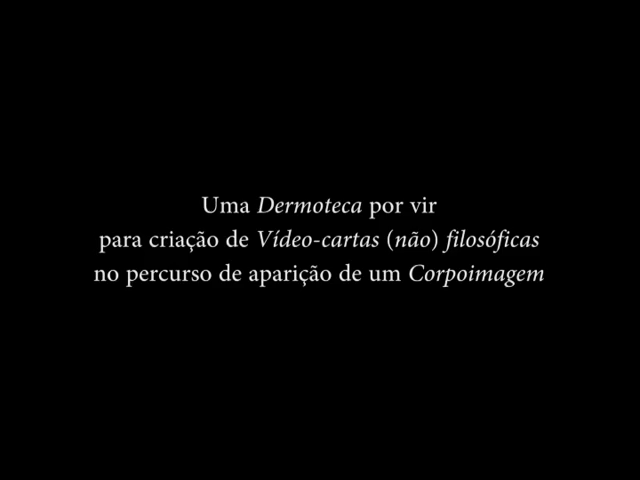 Uma Dermoteca por vir
para criação de Vídeo-cartas (não) filosóficas
no percurso de aparição de um Corpoimagem